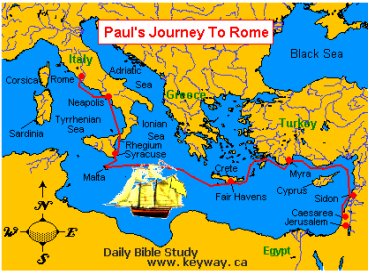 Paul's Journey To Rome
Black Sea
Italy
Adriatic
Sea
Corsica
Rome
Neapolis
Greece
Tyrrhenian
Sea
Ionian
Sea
Turkey
Sardinia
Rhegium
Syracuse
Malta
Crete
Fair Havens
Myra
Cyprus
Sidon
Caesarea
Jerusalem
N
W
E
S
Egypt
Daily Bible Study
www.keyway.ca